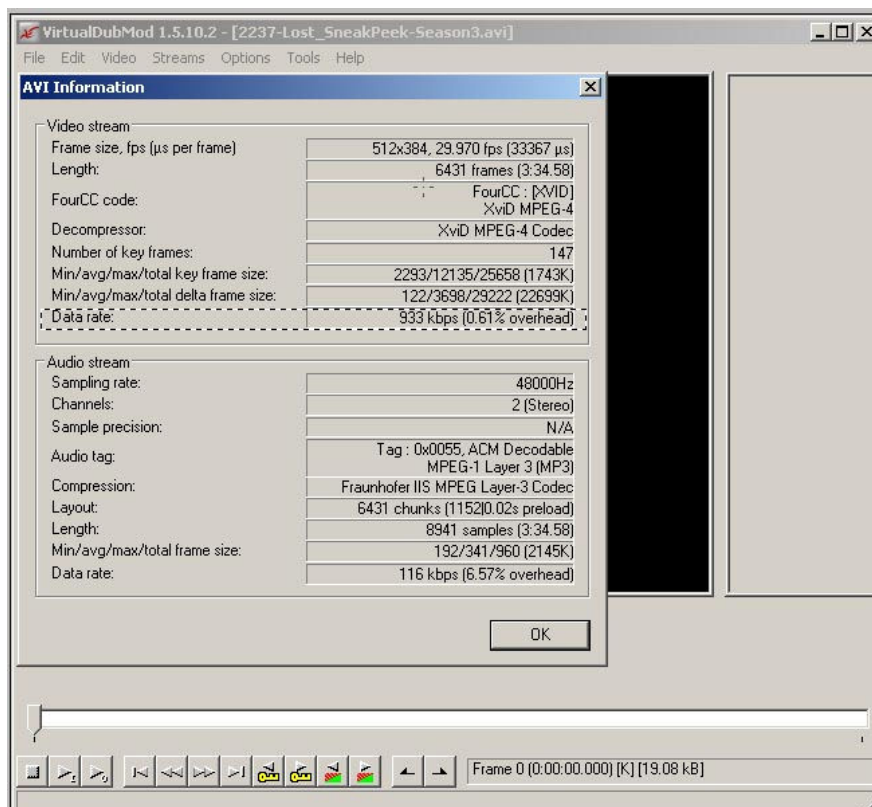 VirtualDubMod 1.5.10.2 - [2237-Lost_SneakPeek-Season3.avi]
File Edit Video Streams Options Tools Help
AVI Information
Video stream
Frame size, fps (µs per frame) 512x384, 29.970 fps (33367 µs)
Length: 6431 frames (3:34.58)
FourCC code: FourCC : [XVID]
XviD MPEG-4
Decompressor: XviD MPEG-4 Codec
Number of key frames: 147
Min/avg/max/total key frame size: 2293/12135/25658 (1743K)
Min/avg/max/total delta frame size: 122/3698/29222 (22699K)
Data rate: 933 kbps (0.61% overhead)
Audio stream
Sampling rate: 48000Hz
Channels: 2 (Stereo)
Sample precision: N/A
Audio tag: Tag : 0x0055, ACM Decodable
MPEG-1 Layer 3 (MP3)
Compression: Fraunhofer IIS MPEG Layer-3 Codec
Layout: 6431 chunks (1152|0.02s preload)
Length: 8941 samples (3:34.58)
Min/avg/max/total frame size: 192/341/960 (2145K)
Data rate: 116 kbps (6.57% overhead)
OK
Frame 0 (0:00:00.000) [K] [19.08 kB]